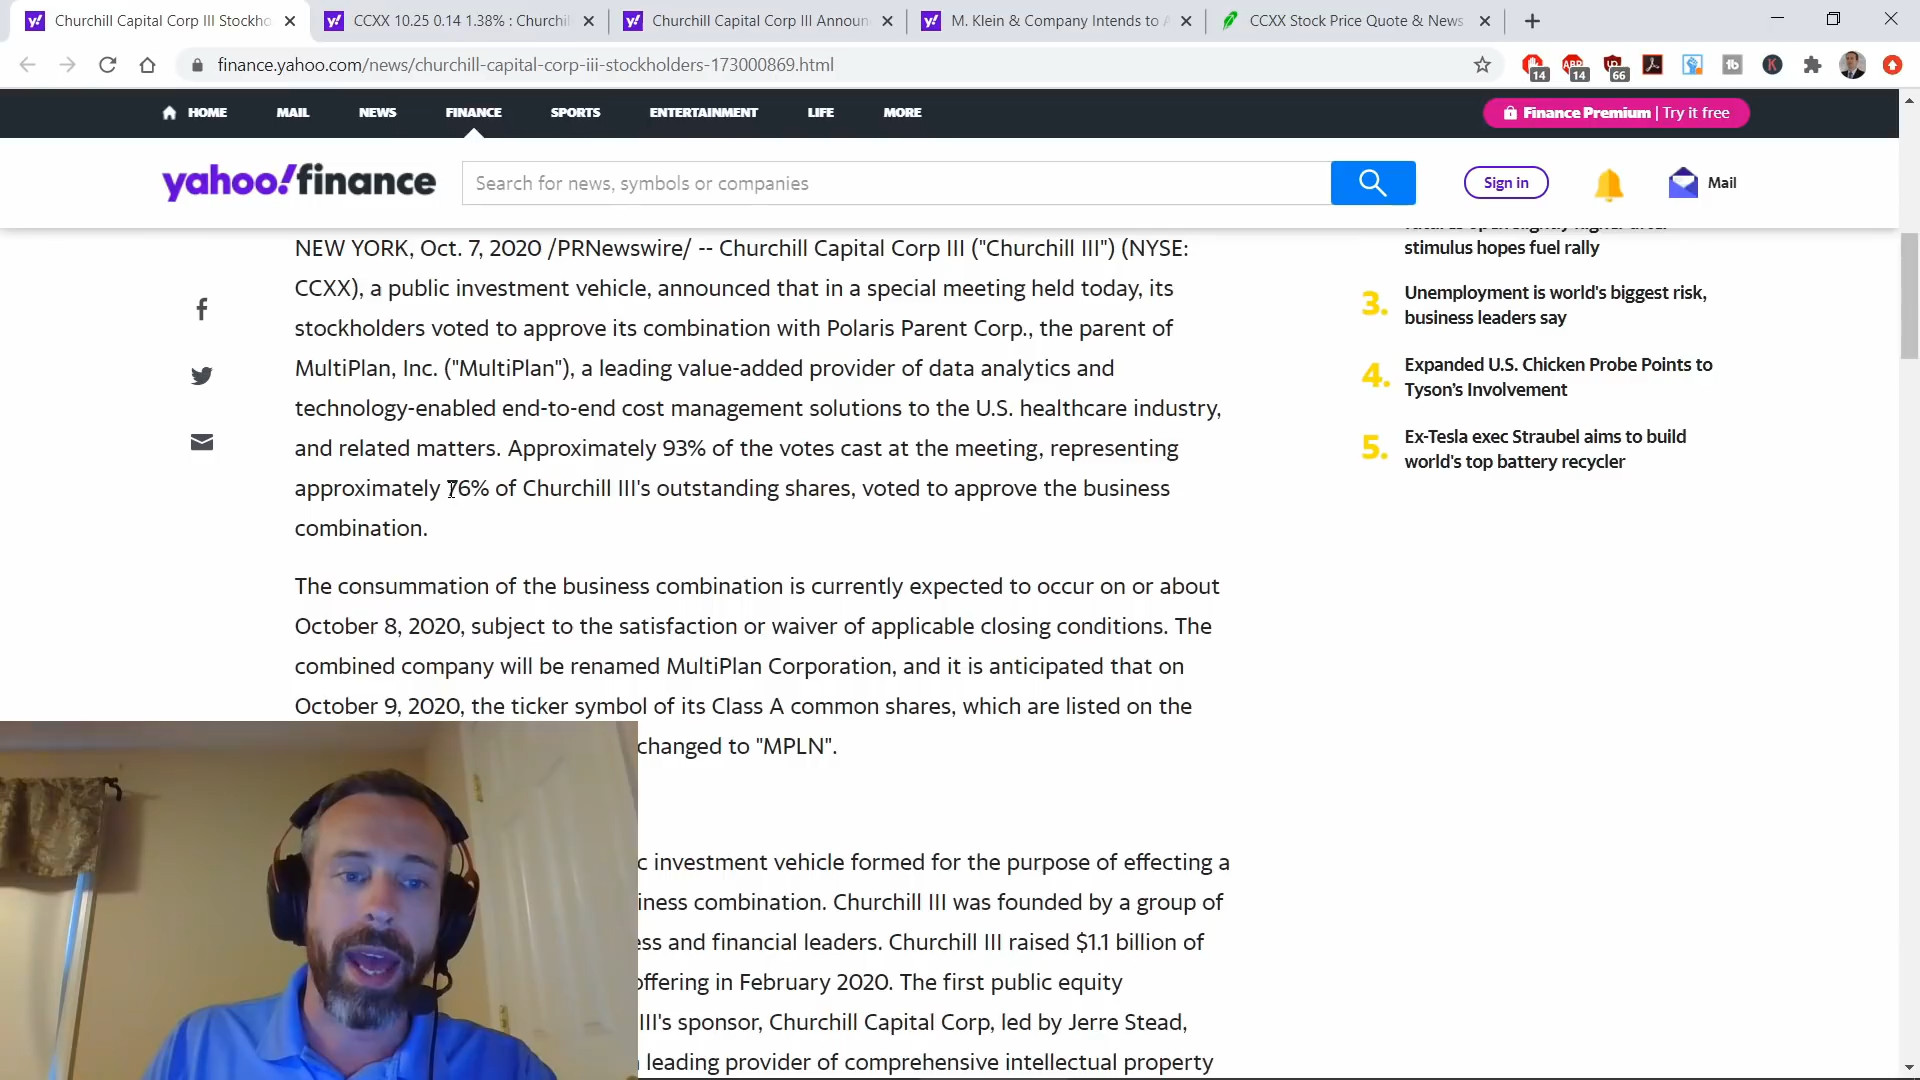 Churchill Capital Corp III Stockho
CCXX 10.25 0.14 1.38% : Churchil
Churchill Capital Corp III Announ
M. Klein & Company Intends to A
CCXX Stock Price Quote & News
finance.yahoo.com/news/churchill-capital-corp-iii-stockholders-173000869.html
14
14
66
HOME MAIL NEWS FINANCE SPORTS ENTERTAINMENT LIFE MORE
Finance Premium | Try it free
yahoo!finance
Search for news, symbols or companies
Sign in
Mail
NEW YORK, Oct. 7, 2020 /PRNewswire/ -- Churchill Capital Corp III ("Churchill III") (NYSE:
CCXX), a public investment vehicle, announced that in a special meeting held today, its
stockholders voted to approve its combination with Polaris Parent Corp., the parent of
MultiPlan, Inc. ("MultiPlan"), a leading value-added provider of data analytics and
technology-enabled end-to-end cost management solutions to the U.S. healthcare industry,
and related matters. Approximately 93% of the votes cast at the meeting, representing
approximately 76% of Churchill III's outstanding shares, voted to approve the business
combination.
The consummation of the business combination is currently expected to occur on or about
October 8, 2020, subject to the satisfaction or waiver of applicable closing conditions. The
combined company will be renamed MultiPlan Corporation, and it is anticipated that on
October 9, 2020, the ticker symbol of its Class A common shares, which are listed on the
changed to "MPLN".
c investment vehicle formed for the purpose of effecting a
iness combination. Churchill III was founded by a group of
ess and financial leaders. Churchill III raised $1.1 billion of
offering in February 2020. The first public equity
III's sponsor, Churchill Capital Corp, led by Jerre Stead,
leading provider of comprehensive intellectual property
stimulus hopes fuel rally
3. Unemployment is world's biggest risk,
business leaders say
4. Expanded U.S. Chicken Probe Points to
Tyson's Involvement
5. Ex-Tesla exec Straubel aims to build
world's top battery recycler